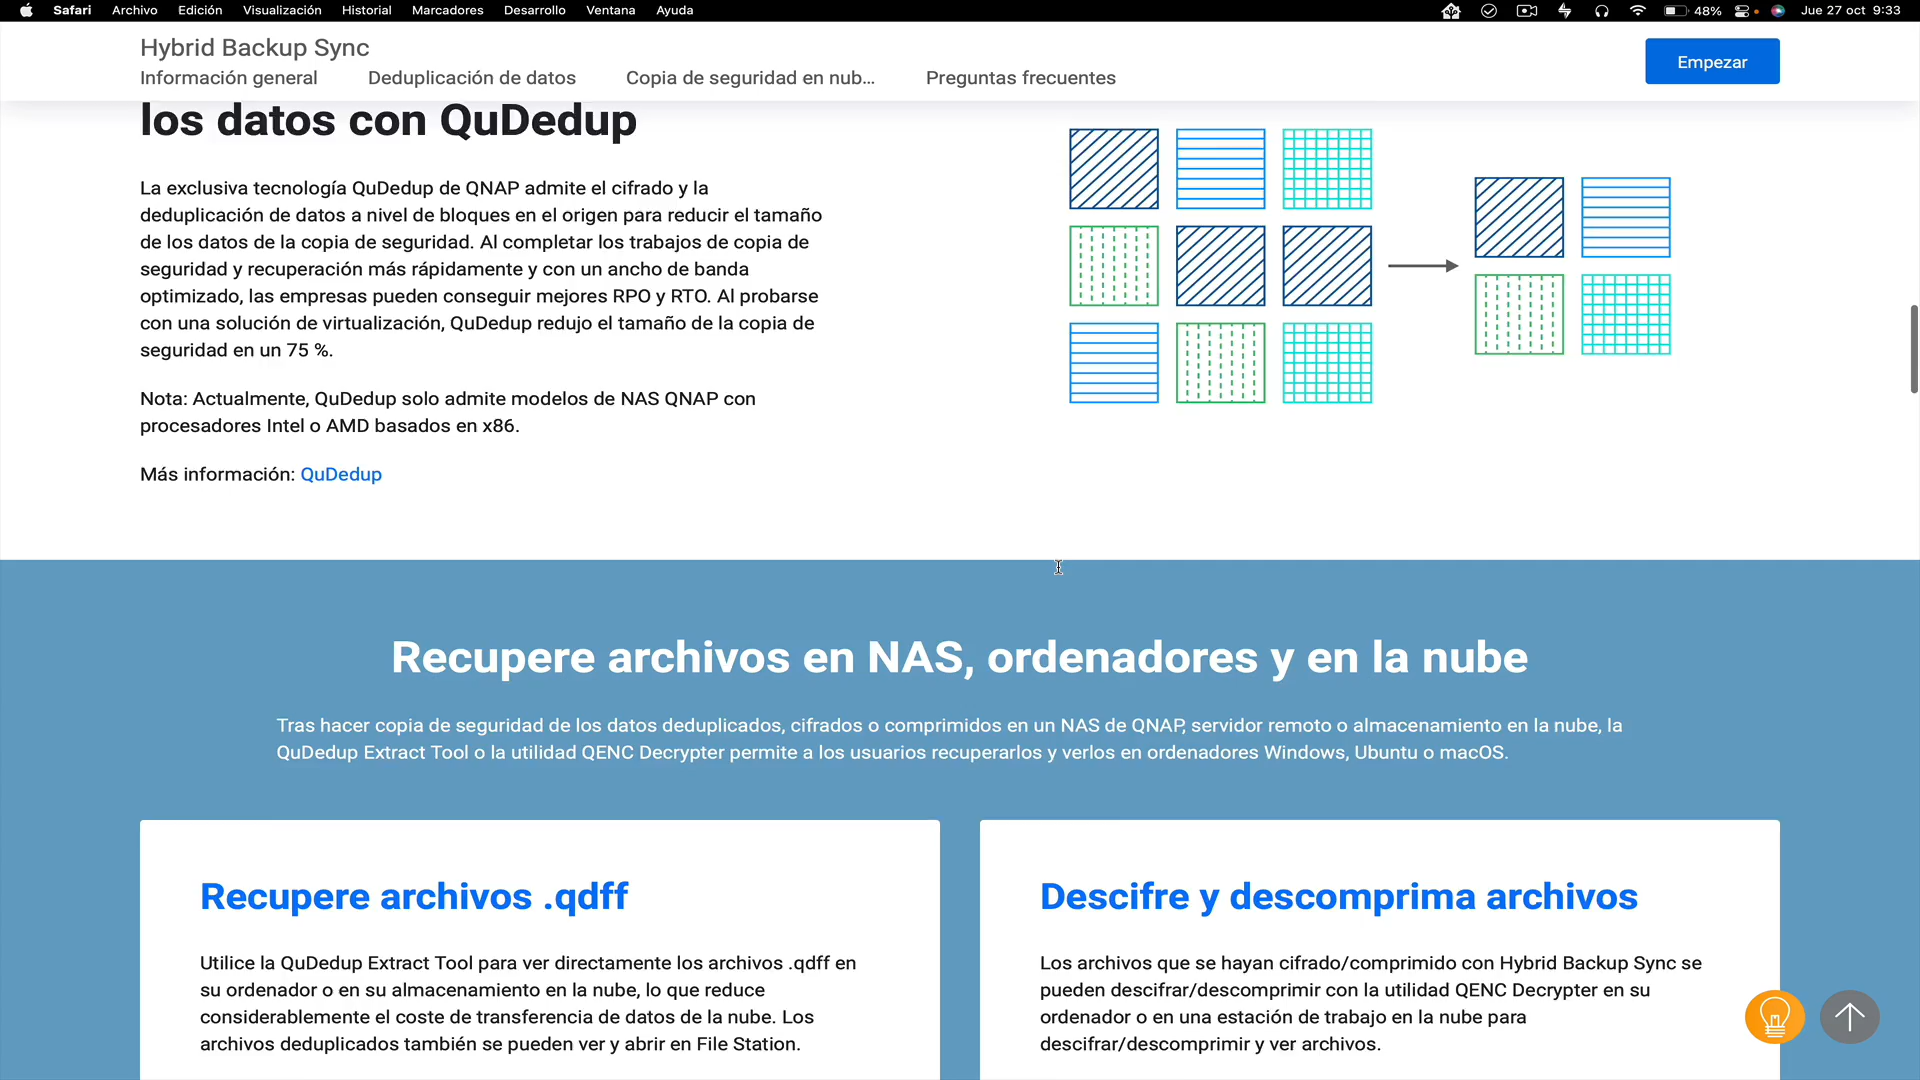 Safari Archivo Edición Visualización Historial Marcadores Desarrollo Ventana Ayuda 48% Jue 27 oct 9:33
Hybrid Backup Sync
Información general Deduplicación de datos Copia de seguridad en nub... Preguntas frecuentes
Empezar
los datos con QuDedup
La exclusiva tecnología QuDedup de QNAP admite el cifrado y la
deduplicación de datos a nivel de bloques en el origen para reducir el tamaño
de los datos de la copia de seguridad. Al completar los trabajos de copia de
seguridad y recuperación más rápidamente y con un ancho de banda
optimizado, las empresas pueden conseguir mejores RPO y RTO. Al probarse
con una solución de virtualización, QuDedup redujo el tamaño de la copia de
seguridad en un 75 %.
Nota: Actualmente, QuDedup solo admite modelos de NAS QNAP con
procesadores Intel o AMD basados en x86.
Más información: QuDedup
Recupere archivos en NAS, ordenadores y en la nube
Tras hacer copia de seguridad de los datos deduplicados, cifrados o comprimidos en un NAS de QNAP, servidor remoto o almacenamiento en la nube, la
QuDedup Extract Tool o la utilidad QENC Decrypter permite a los usuarios recuperarlos y verlos en ordenadores Windows, Ubuntu o macOS.
Recupere archivos .qdff
Utilice la QuDedup Extract Tool para ver directamente los archivos .qdff en
su ordenador o en su almacenamiento en la nube, lo que reduce
considerablemente el coste de transferencia de datos de la nube. Los
archivos deduplicados también se pueden ver y abrir en File Station.
Descifre y descomprima archivos
Los archivos que se hayan cifrado/comprimido con Hybrid Backup Sync se
pueden descifrar/descomprimir con la utilidad QENC Decrypter en su
ordenador o en una estación de trabajo en la nube para
descifrar/descomprimir y ver archivos.